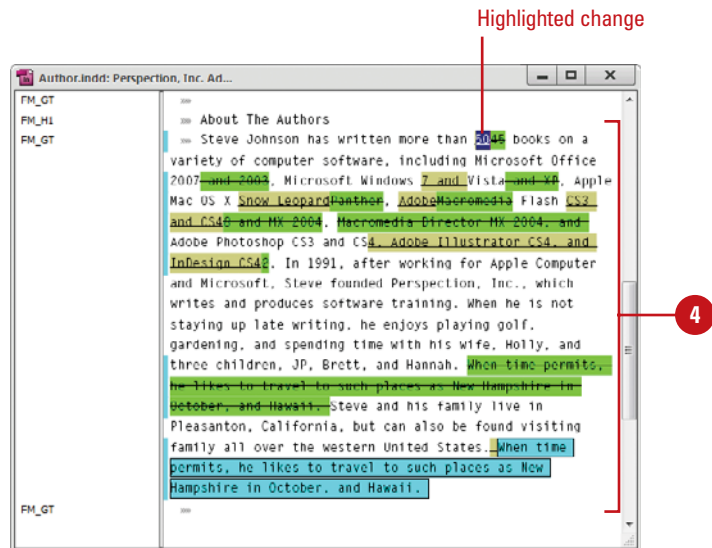 Highlighted change
Author.indd: Perspection, Inc. Ad...
FM_GT
FM_H1 About The Authors
FM_GT Steve Johnson has written more than 5045 books on a
variety of computer software, including Microsoft Office
2007 and 2003, Microsoft Windows 7 and Vista and XP, Apple
Mac OS X Snow LeopardPanther, AdobeMacromedia Flash CS3
and CS48 and MX 2004, Macromedia Director MX 2004, and
Adobe Photoshop CS3 and CS4, Adobe Illustrator CS4, and
InDesign CS42. In 1991, after working for Apple Computer
and Microsoft, Steve founded Perspection, Inc., which
writes and produces software training. When he is not
staying up late writing, he enjoys playing golf,
gardening, and spending time with his wife, Holly, and
three children, JP, Brett, and Hannah. When time permits,
he likes to travel to such places as New Hampshire in
October, and Hawaii. Steve and his family live in
Pleasanton, California, but can also be found visiting
family all over the western United States. When time
permits, he likes to travel to such places as New
Hampshire in October, and Hawaii.
FM_GT
4